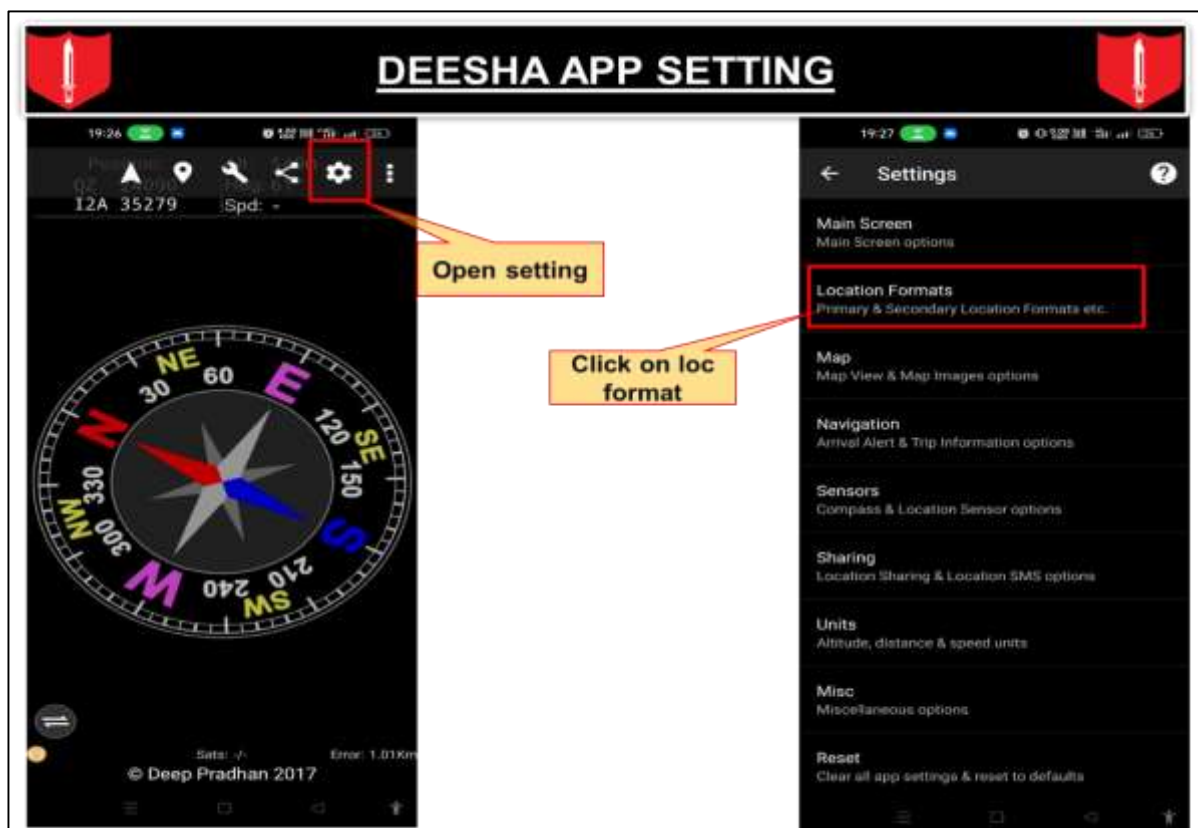 DEESHA APP SETTING
19:26
I2A 35279
Spd: -
Open setting
N
NE
30
60
E
120
SE
150
S
210
SW
240
W
300
NW
330
Sats: -/-
Error: 1.01Km
© Deep Pradhan 2017
Click on loc
format
19:27
Settings
?
Main Screen
Main Screen options
Location Formats
Primary & Secondary Location Formats etc.
Map
Map View & Map Images options
Navigation
Arrival Alert & Trip Information options
Sensors
Compass & Location Sensor options
Sharing
Location Sharing & Location SMS options
Units
Altitude, distance & speed units
Misc
Miscellaneous options
Reset
Clear all app settings & reset to defaults